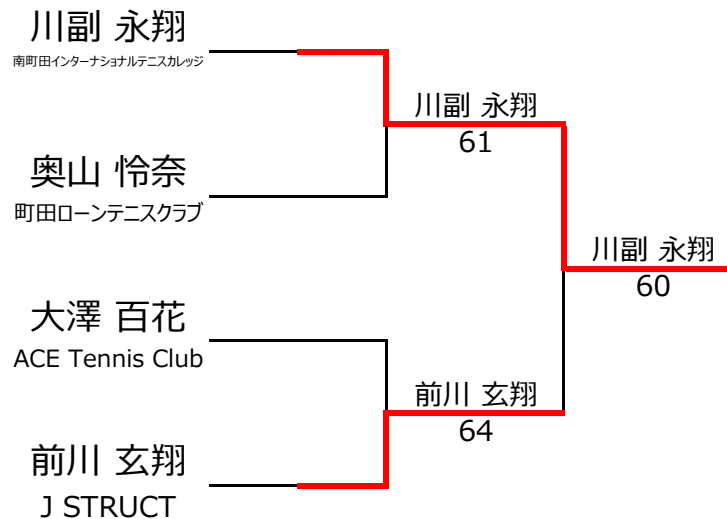 川副 永翔
南町田インターナショナルテニスカレッジ
川副 永翔
61
奥山 怜奈
町田ローンテニスクラブ
川副 永翔
60
大澤 百花
ACE Tennis Club
前川 玄翔
64
前川 玄翔
J STRUCT